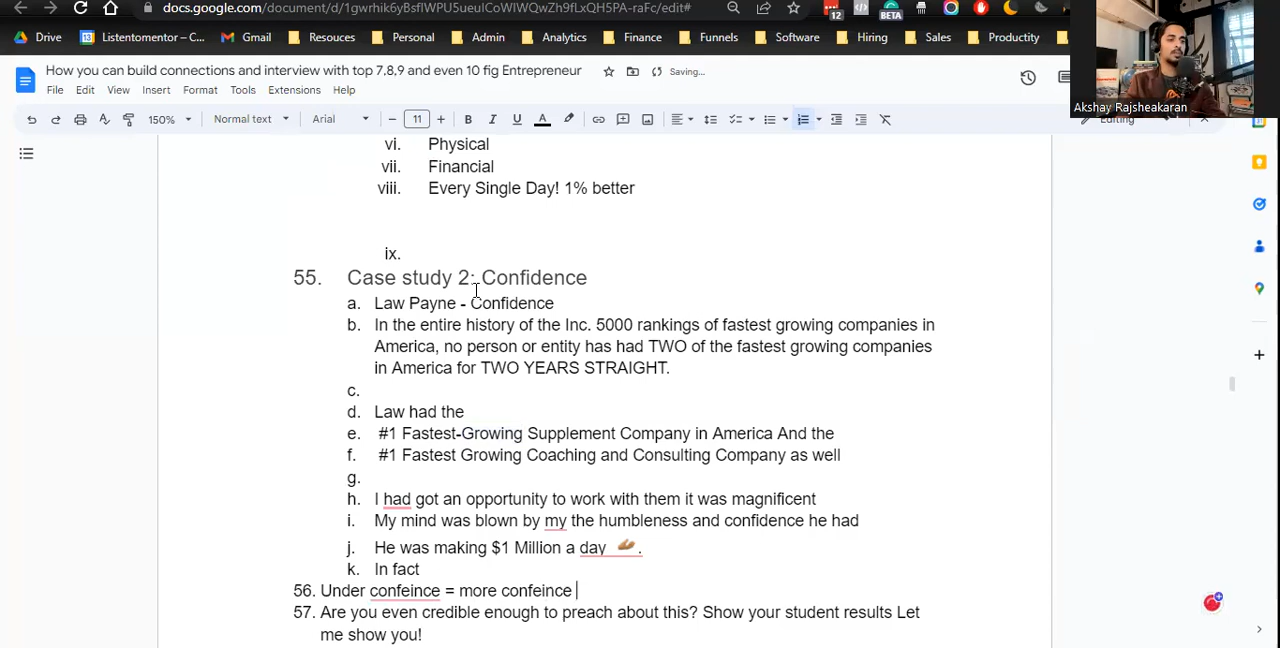 docs.google.com/document/d/1gwrhik6yBsflWPU5ueuICoWIWQwZh9fLxQH5PA-raFc/edit#
12
BETA
Drive
Listentomentor – C...
Gmail
Resouces
Personal
Admin
Analytics
Finance
Funnels
Software
Hiring
Sales
Productity
Akshay Rajsheakaran
How you can build connections and interview with top 7.8,9 and even 10 fig Entrepreneur
Saving...
File Edit View Insert Format Tools Extensions Help
150% Normal text Arial 11 B I U A Editing
vi. Physical
vii. Financial
viii. Every Single Day! 1% better
ix.
55. Case study 2: Confidence
a. Law Payne - Confidence
b. In the entire history of the Inc. 5000 rankings of fastest growing companies in
America, no person or entity has had TWO of the fastest growing companies
in America for TWO YEARS STRAIGHT.
c.
d. Law had the
e. #1 Fastest-Growing Supplement Company in America And the
f. #1 Fastest Growing Coaching and Consulting Company as well
g.
h. I had got an opportunity to work with them it was magnificent
i. My mind was blown by my the humbleness and confidence he had
j. He was making $1 Million a day 🥖.
k. In fact
56. Under confeince = more confeince
57. Are you even credible enough to preach about this? Show your student results Let
me show you!